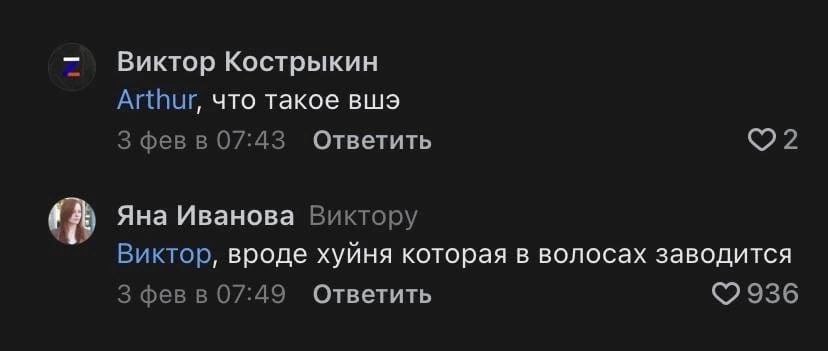 Виктор Кострыкин
Arthur, что такое вшэ
3 фев в 07:43 Ответить 2
Яна Иванова Виктору
Виктор, вроде хуйня которая в волосах заводится
3 фев в 07:49 Ответить 936